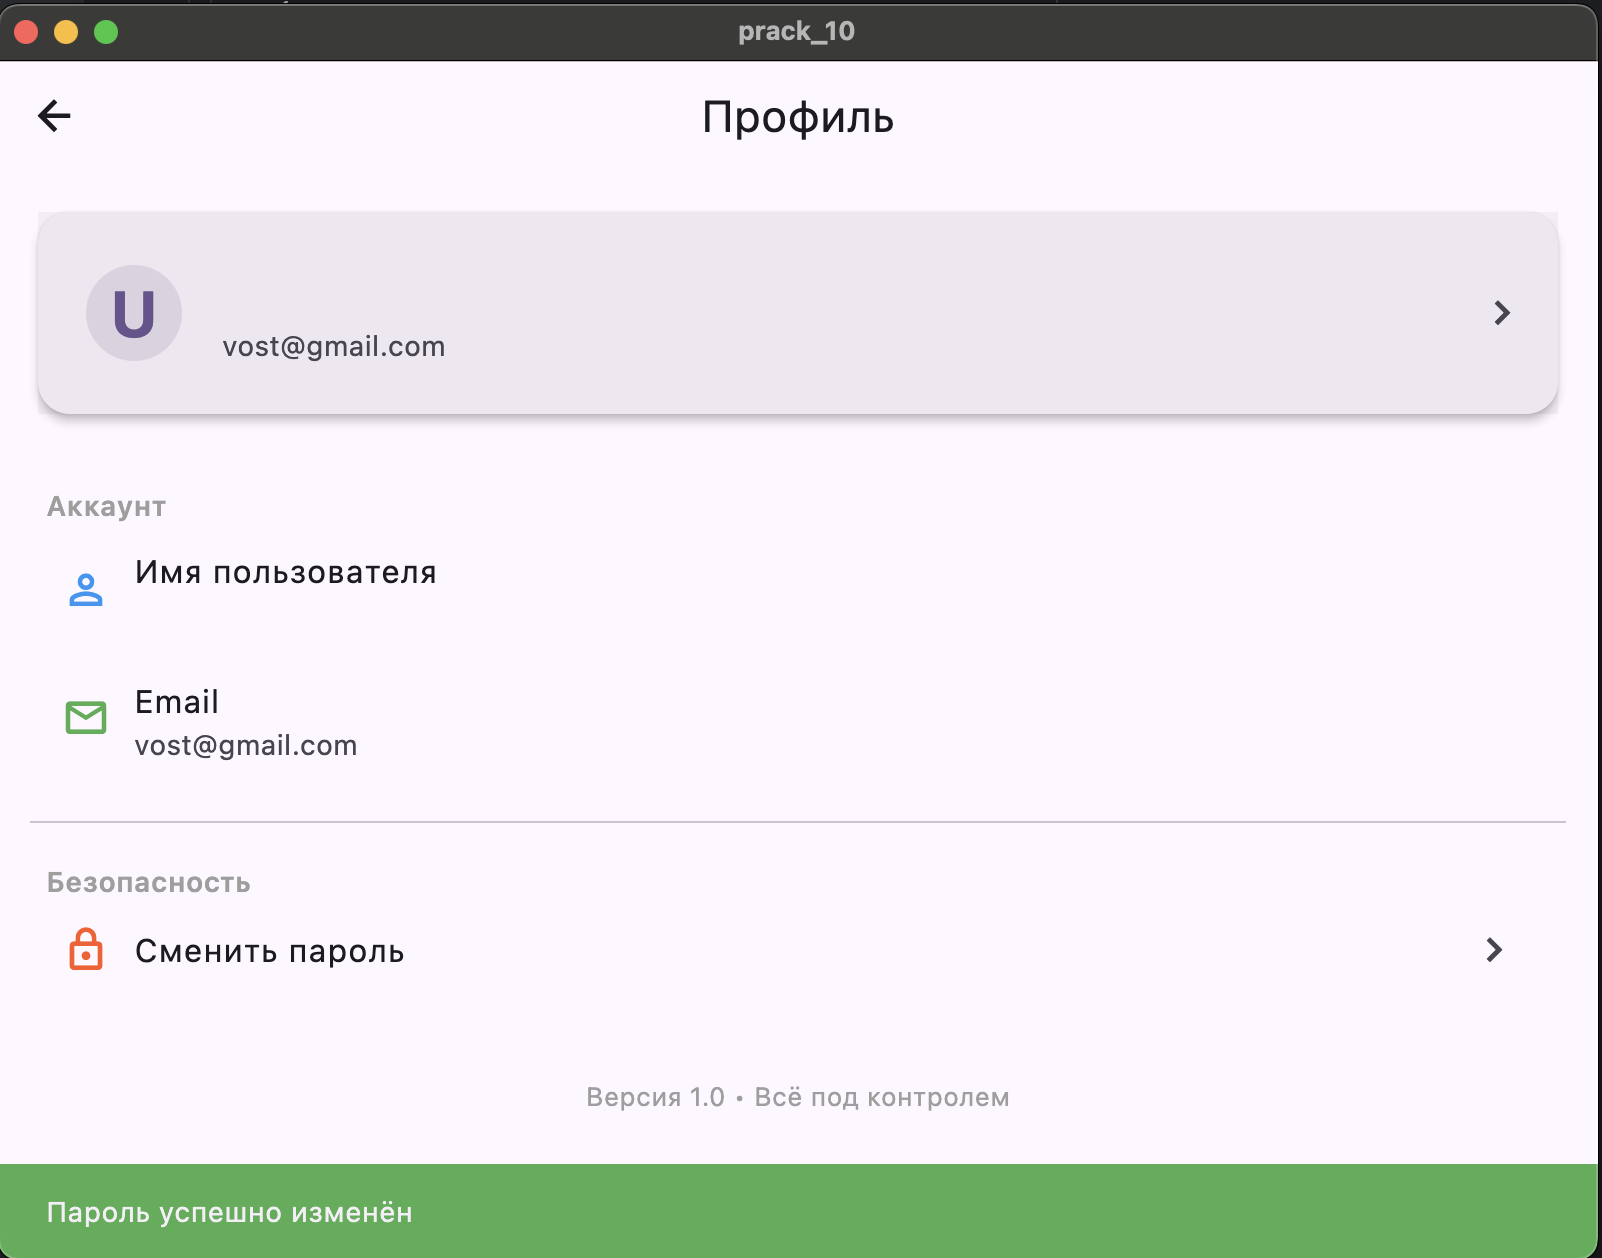 prack_10
Профиль
U
vost@gmail.com
Аккаунт
Имя пользователя
Email
vost@gmail.com
Безопасность
Сменить пароль
Версия 1.0 • Всё под контролем
Пароль успешно изменён